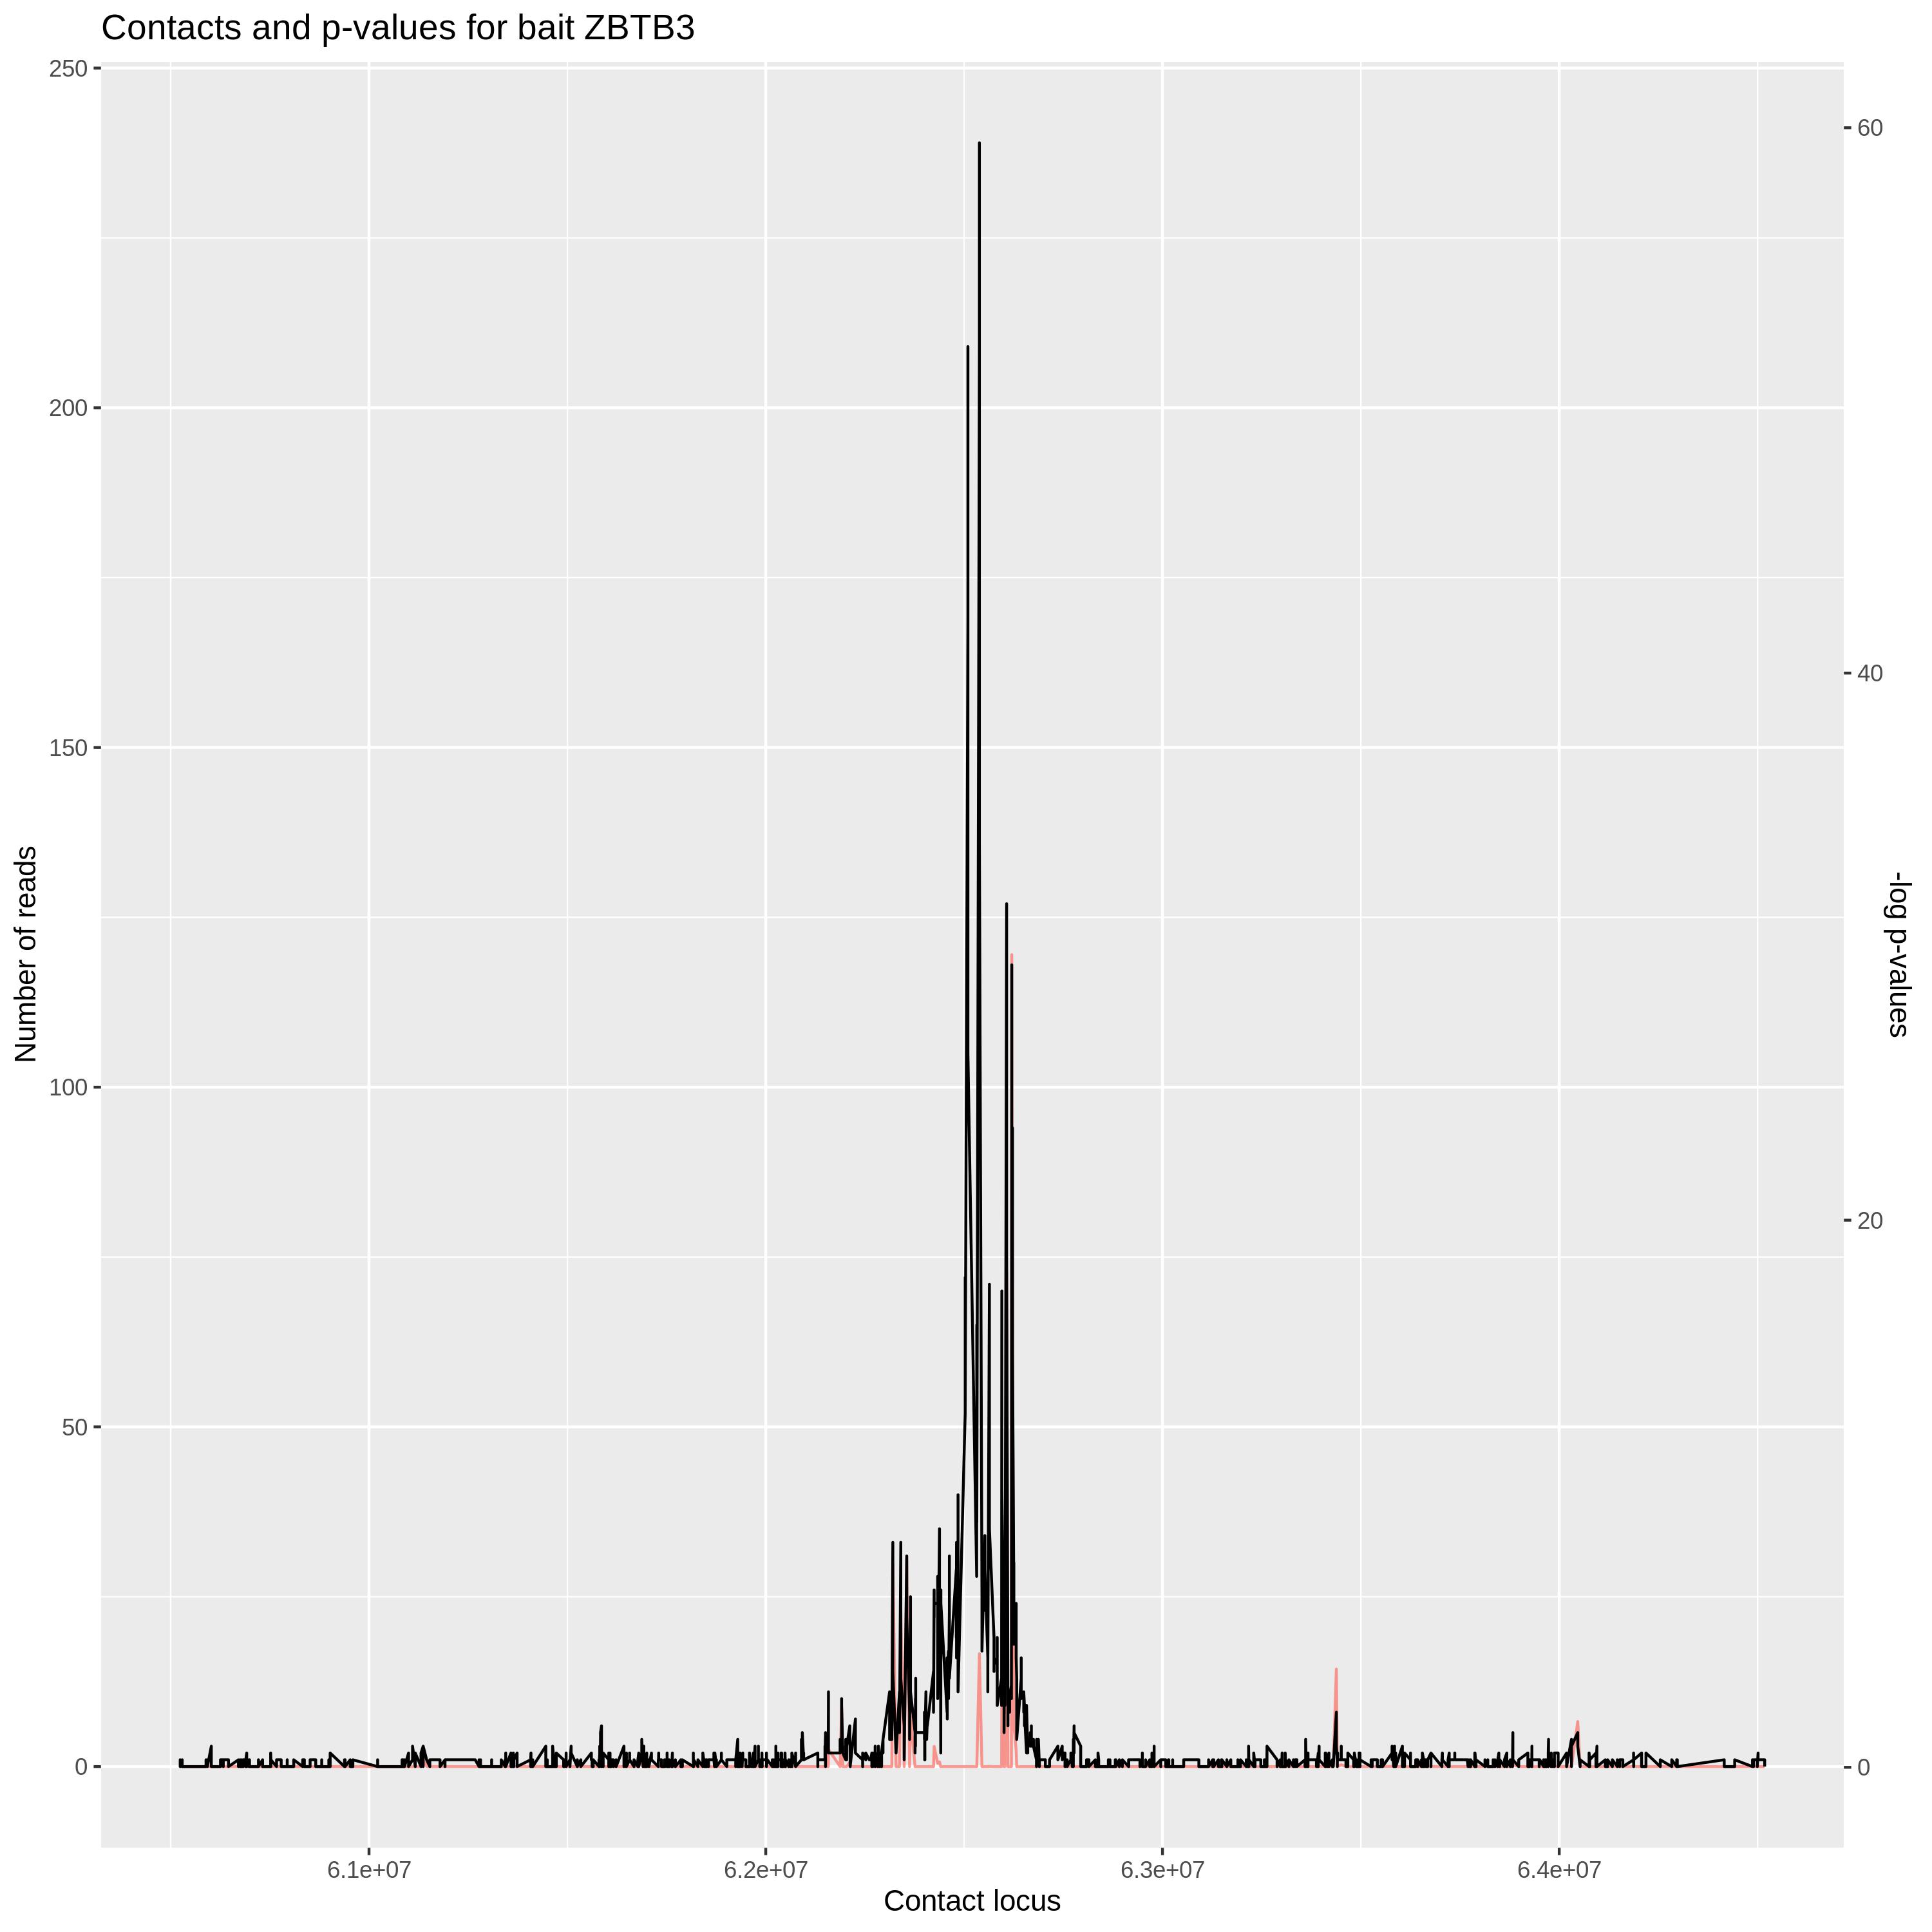 Contacts and p-values for bait ZBTB3
250
200
150
100
50
0
Number of reads
60
40
20
0
-log p-values
6.1e+07
6.2e+07
6.3e+07
6.4e+07
Contact locus